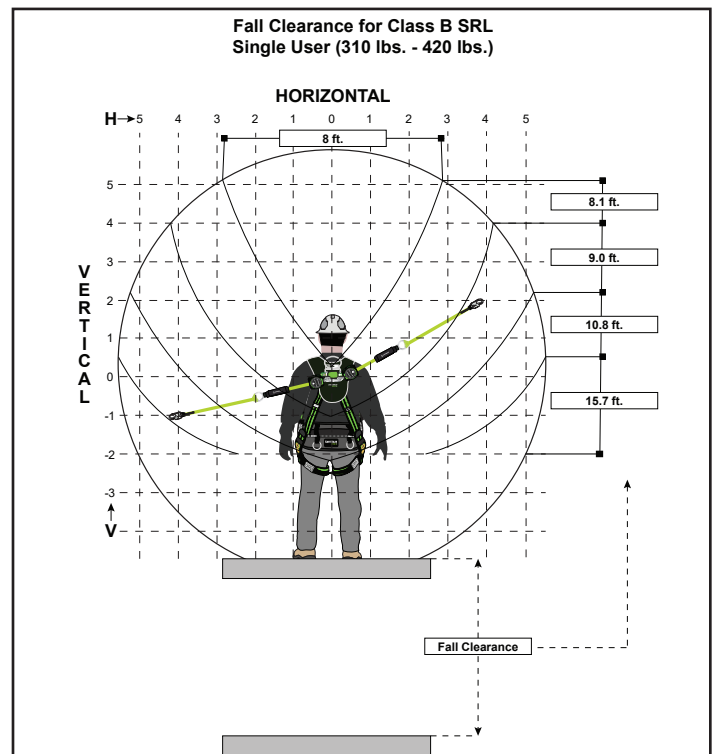 Fall Clearance for Class B SRL
Single User (310 lbs. - 420 lbs.)
HORIZONTAL
H 5 4 3 2 1 0 1 2 3 4 5
8 ft.
5
4
3
2
1
0
-1
-2
-3
V
VERTICAL
8.1 ft.
9.0 ft.
10.8 ft.
15.7 ft.
Fall Clearance